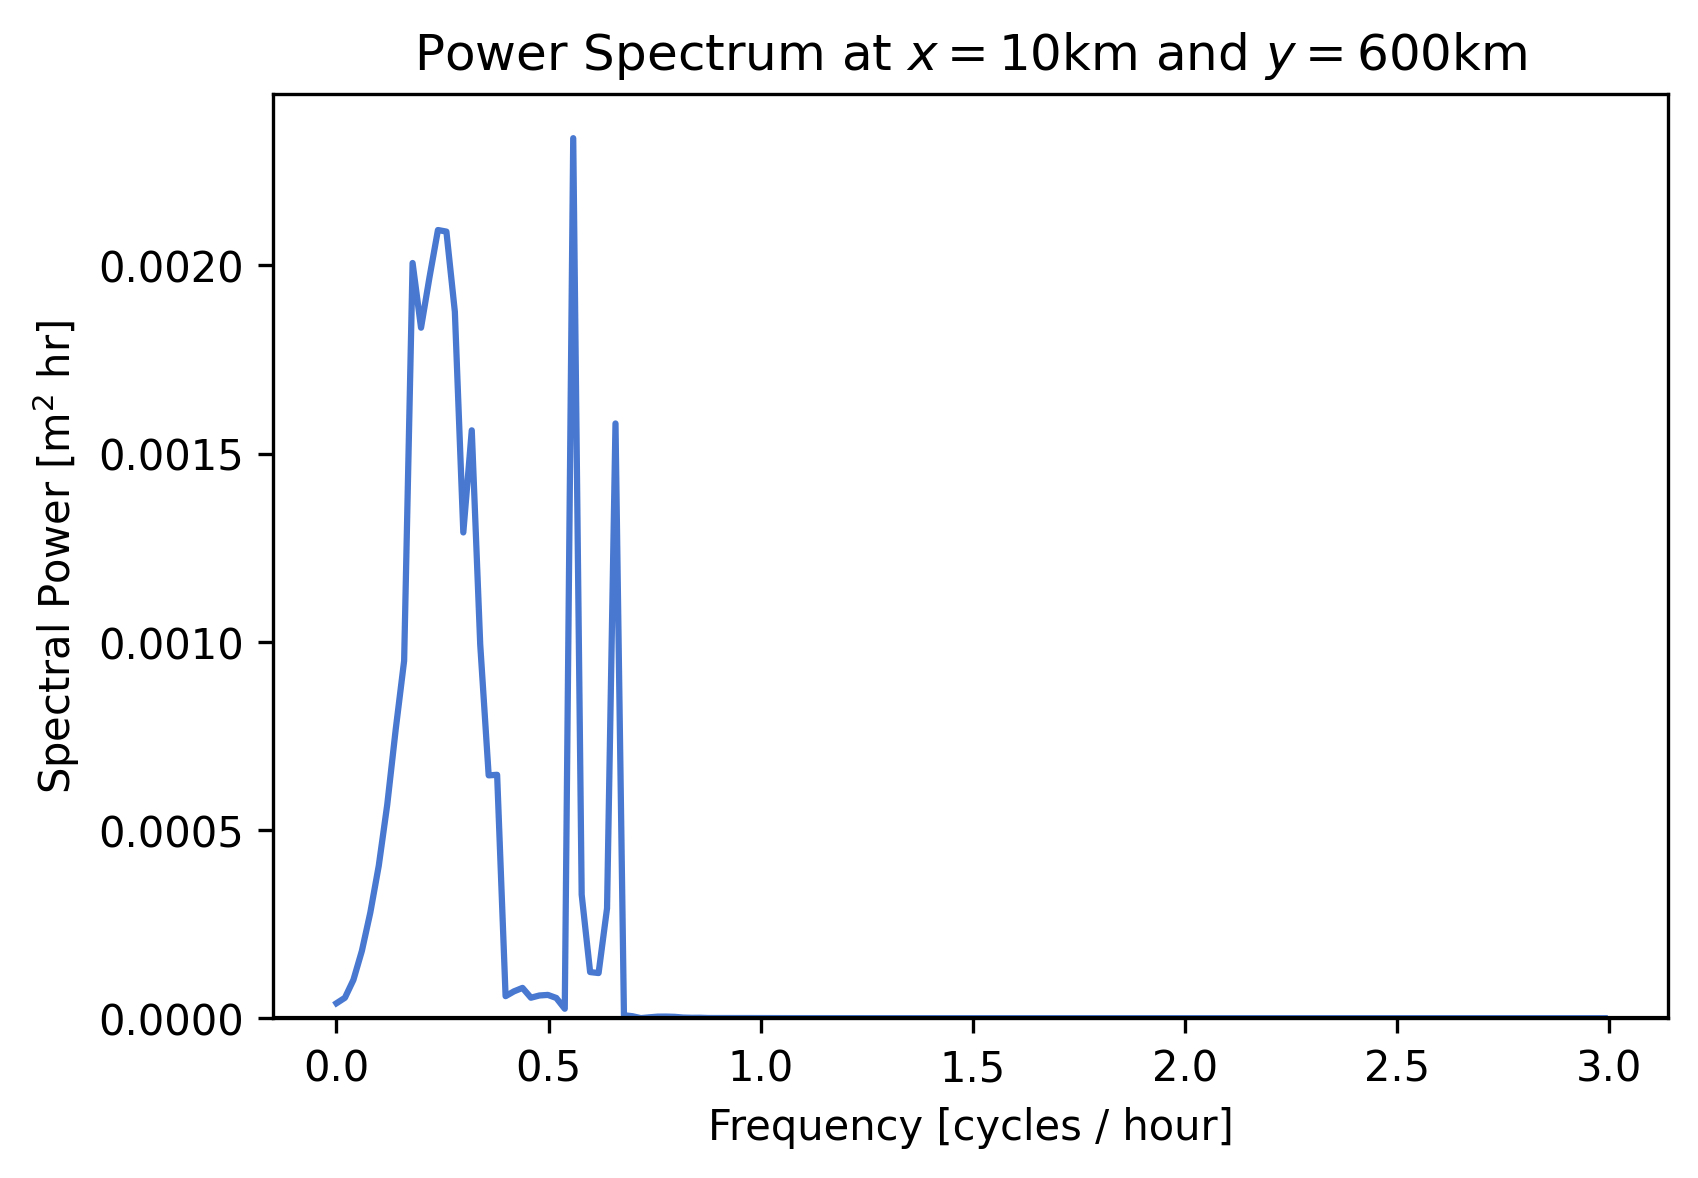 Power Spectrum at x = 10km and y = 600km
Spectral Power [m² hr]
0.0020
0.0015
0.0010
0.0005
0.0000
0.0 0.5 1.0 1.5 2.0 2.5 3.0
Frequency [cycles / hour]